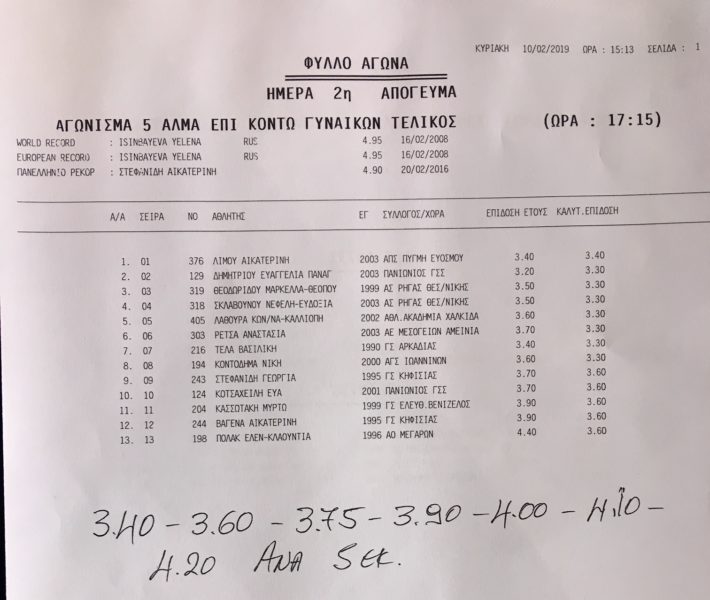 ΚΥΡΙΑΚΗ 10/02/2019 ΩΡΑ : 15:13 ΣΕΛΙΔΑ : 1
ΦΥΛΛΟ ΑΓΩΝΑ
ΗΜΕΡΑ 2η ΑΠΟΓΕΥΜΑ
ΑΓΩΝΙΣΜΑ 5 ΑΛΜΑ ΕΠΙ ΚΟΝΤΩ ΓΥΝΑΙΚΩΝ ΤΕΛΙΚΟΣ (ΩΡΑ : 17:15)
WORLD RECORD : ISINBAYEVA YELENA RUS 4.95 16/02/2008
EUROPEAN RECORD : ISINBAYEVA YELENA RUS 4.95 16/02/2008
ΠΑΝΕΛΛΗΝΙΟ ΡΕΚΟΡ : ΣΤΕΦΑΝΙΔΗ ΑΙΚΑΤΕΡΙΝΗ 4.90 20/02/2016
Α/Α ΣΕΙΡΑ ΝΟ ΑΘΛΗΤΗΣ ΕΓ ΣΥΛΛΟΓΟΣ/ΧΩΡΑ ΕΠΙΔΟΣΗ ΕΤΟΥΣ ΚΑΛΥΤ.ΕΠΙΔΟΣΗ
1. 01 376 ΛΙΜΟΥ ΑΙΚΑΤΕΡΙΝΗ 2003 ΑΠΣ ΠΥΓΜΗ ΕΥΟΣΜΟΥ 3.40 3.40
2. 02 129 ΔΗΜΗΤΡΙΟΥ ΕΥΑΓΓΕΛΙΑ ΠΑΝΑΓ 2003 ΠΑΝΙΟΝΙΟΣ ΓΣΣ 3.20 3.30
3. 03 319 ΘΕΟΔΩΡΙΔΟΥ ΜΑΡΚΕΛΛΑ-ΘΕΟΠΟΥ 1999 ΑΣ ΡΗΓΑΣ ΘΕΣ/ΝΙΚΗΣ 3.50 3.30
4. 04 318 ΣΚΛΑΒΟΥΝΟΥ ΝΕΦΕΛΗ-ΕΥΔΟΞΙΑ 2003 ΑΣ ΡΗΓΑΣ ΘΕΣ/ΝΙΚΗΣ 3.50 3.30
5. 05 405 ΛΑΘΟΥΡΑ ΚΩΝ/ΝΑ-ΚΑΛΛΙΟΠΗ 2002 ΑΘΛ.ΑΚΑΔΗΜΙΑ ΧΑΛΚΙΔΑ 3.60 3.30
6. 06 303 ΡΕΤΣΑ ΑΝΑΣΤΑΣΙΑ 2003 ΑΕ ΜΕΣΟΓΕΙΩΝ ΑΜΕΙΝΙΑ 3.70 3.30
7. 07 216 ΤΕΛΑ ΒΑΣΙΛΙΚΗ 1990 ΓΣ ΑΡΚΑΔΙΑΣ 3.40 3.30
8. 08 194 ΚΟΝΤΟΔΗΜΑ ΝΙΚΗ 2000 ΑΓΣ ΙΩΑΝΝΙΝΩΝ 3.60 3.30
9. 09 243 ΣΤΕΦΑΝΙΔΗ ΓΕΩΡΓΙΑ 1995 ΓΣ ΚΗΦΙΣΙΑΣ 3.70 3.60
10. 10 124 ΚΟΤΣΑΧΕΙΛΗ ΕΥΑ 2001 ΠΑΝΙΟΝΙΟΣ ΓΣΣ 3.70 3.60
11. 11 204 ΚΑΣΣΩΤΑΚΗ ΜΥΡΤΩ 1999 ΓΣ ΕΛΕΥΘ.ΒΕΝΙΖΕΛΟΣ 3.90 3.60
12. 12 244 ΒΑΓΕΝΑ ΑΙΚΑΤΕΡΙΝΗ 1995 ΓΣ ΚΗΦΙΣΙΑΣ 3.90 3.60
13. 13 198 ΠΟΛΑΚ ΕΛΕΝ-ΚΛΑΟΥΝΤΙΑ 1996 ΑΟ ΜΕΓΑΡΩΝ 4.40 3.60
3.40 - 3.60 - 3.75 - 3.90 - 4.00 - 4.10 -
4.20 ΑΝΑ 5εκ.